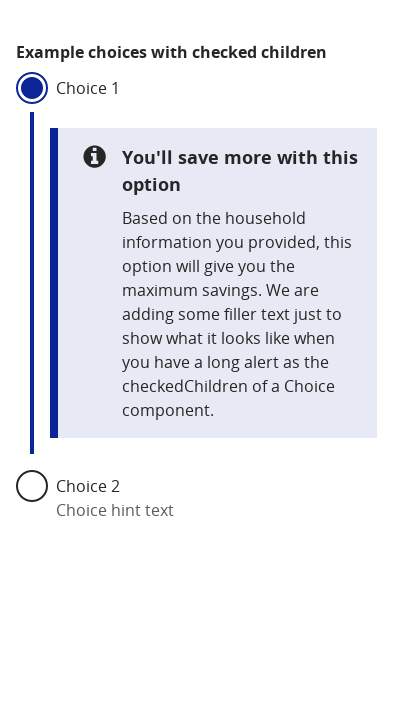 Example choices with checked children
Choice 1
You'll save more with this
option
Based on the household
information you provided, this
option will give you the
maximum savings. We are
adding some filler text just to
show what it looks like when
you have a long alert as the
checkedChildren of a Choice
component.
Choice 2
Choice hint text